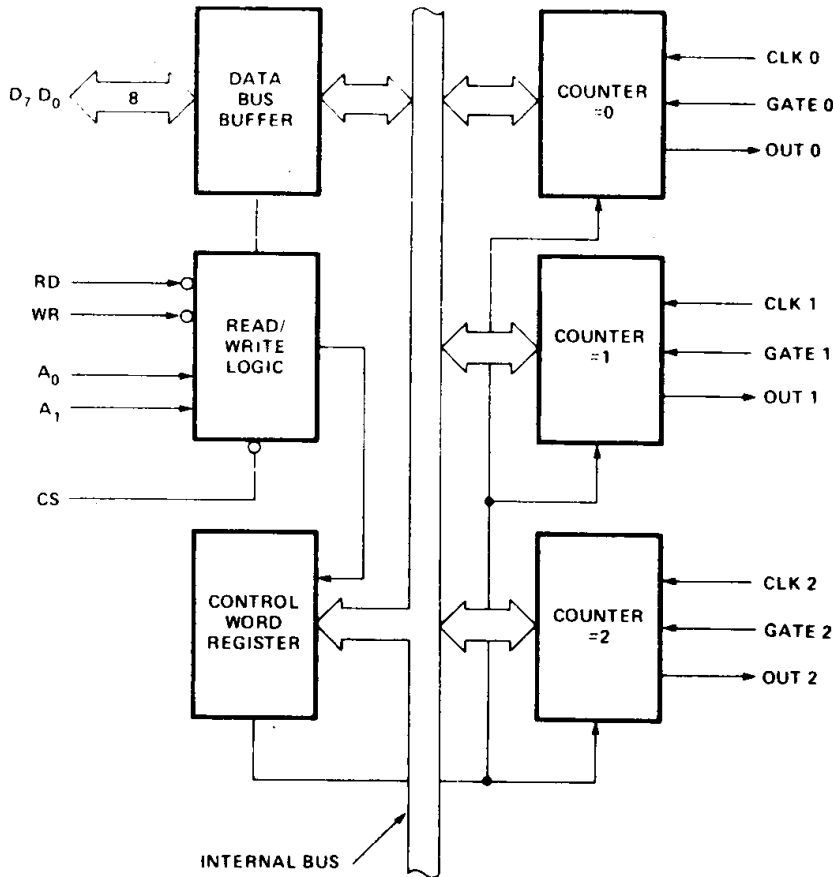 D₇ D₀
8
DATA
BUS
BUFFER
COUNTER
=0
CLK 0
GATE 0
OUT 0
RD
WR
A₀
A₁
CS
READ/
WRITE
LOGIC
COUNTER
=1
CLK 1
GATE 1
OUT 1
CONTROL
WORD
REGISTER
COUNTER
=2
CLK 2
GATE 2
OUT 2
INTERNAL BUS